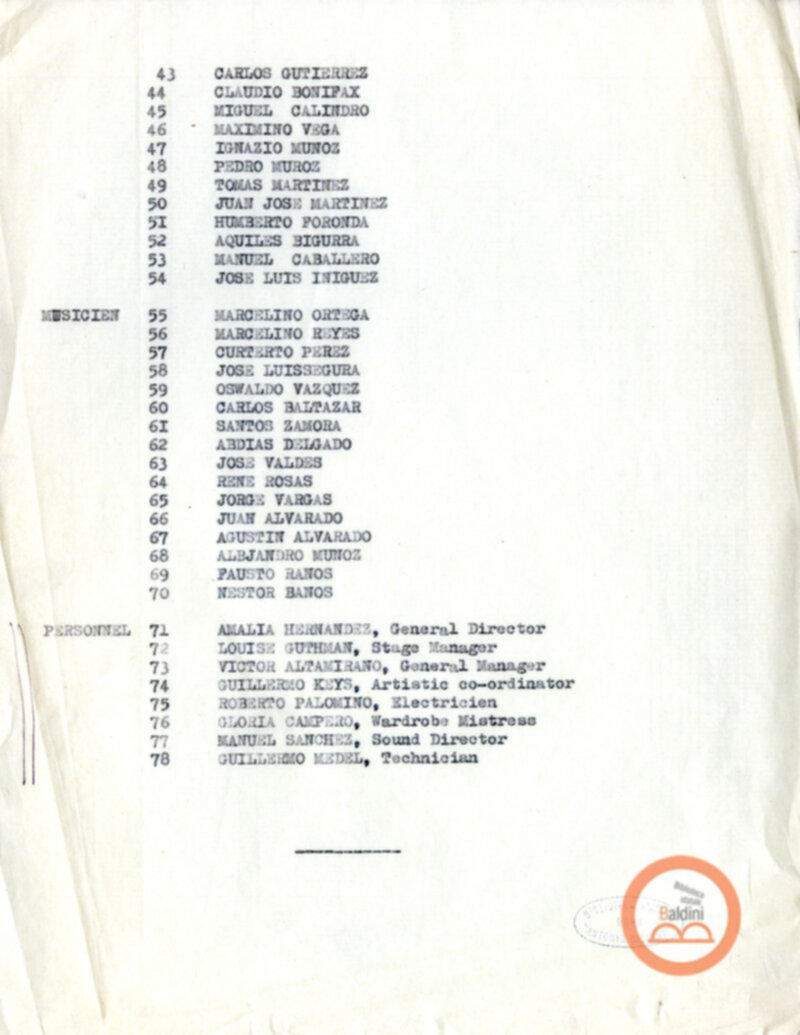 43 CARLOS GUTIERREZ
44 CLAUDIO BONIFAX
45 MIGUEL CALINDRO
46 MAXIMINO VEGA
47 IGNAZIO MUNOZ
48 PEDRO MUROZ
49 TOMAS MARTINEZ
50 JUAN JOSE MARTINEZ
5I HUMBERTO FORONDA
52 AQUILES BIGURRA
53 MANUEL CABALLERO
54 JOSE LUIS INIGUEZ
MUSICIEN 55 MARCELINO ORTEGA
56 MARCELINO REYES
57 CURTERTO PEREZ
58 JOSE LUISSEGURA
59 OSWALDO VAZQUEZ
60 CARLOS BALTAZAR
6I SANTOS ZAMORA
62 ABDIAS DELGADO
63 JOSE VALDES
64 RENE ROSAS
65 JORGE VARGAS
66 JUAN ALVARADO
67 AGUSTIN ALVARADO
68 ALEJANDRO MUNOZ
69 FAUSTO RANOS
70 NESTOR BANOS
PERSONNEL 71 AMALIA HERNANDEZ, General Director
72 LOUISE GUTHMAN, Stage Manager
73 VICTOR ALTAMIRANO, General Manager
74 GUILLERMO KEYS, Artistic co-ordinator
75 ROBERTO PALOMINO, Electricien
76 GLORIA CAMPERO, Wardrobe Mistress
77 MANUEL SANCHEZ, Sound Director
78 GUILLERMO MEDEL, Technician
Biblioteca
statale
Baldini